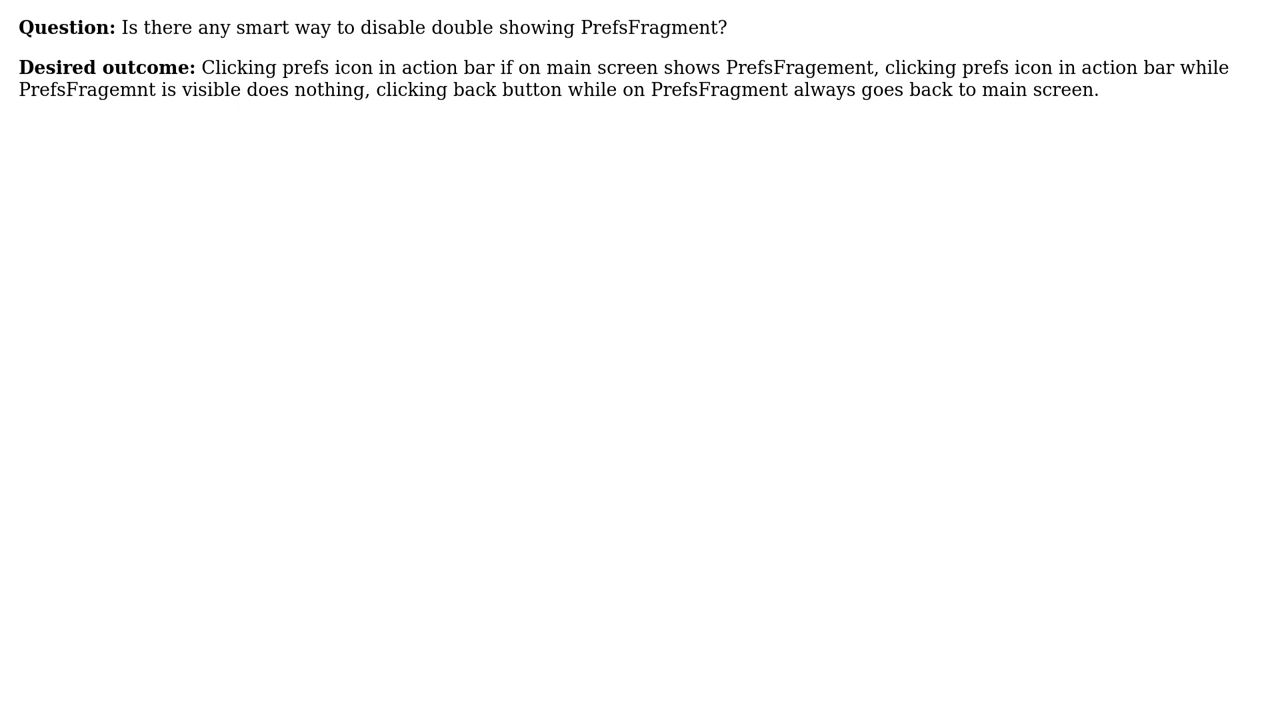 Question: Is there any smart way to disable double showing PrefsFragment?
Desired outcome: Clicking prefs icon in action bar if on main screen shows PrefsFragement, clicking prefs icon in action bar while
PrefsFragemnt is visible does nothing, clicking back button while on PrefsFragment always goes back to main screen.